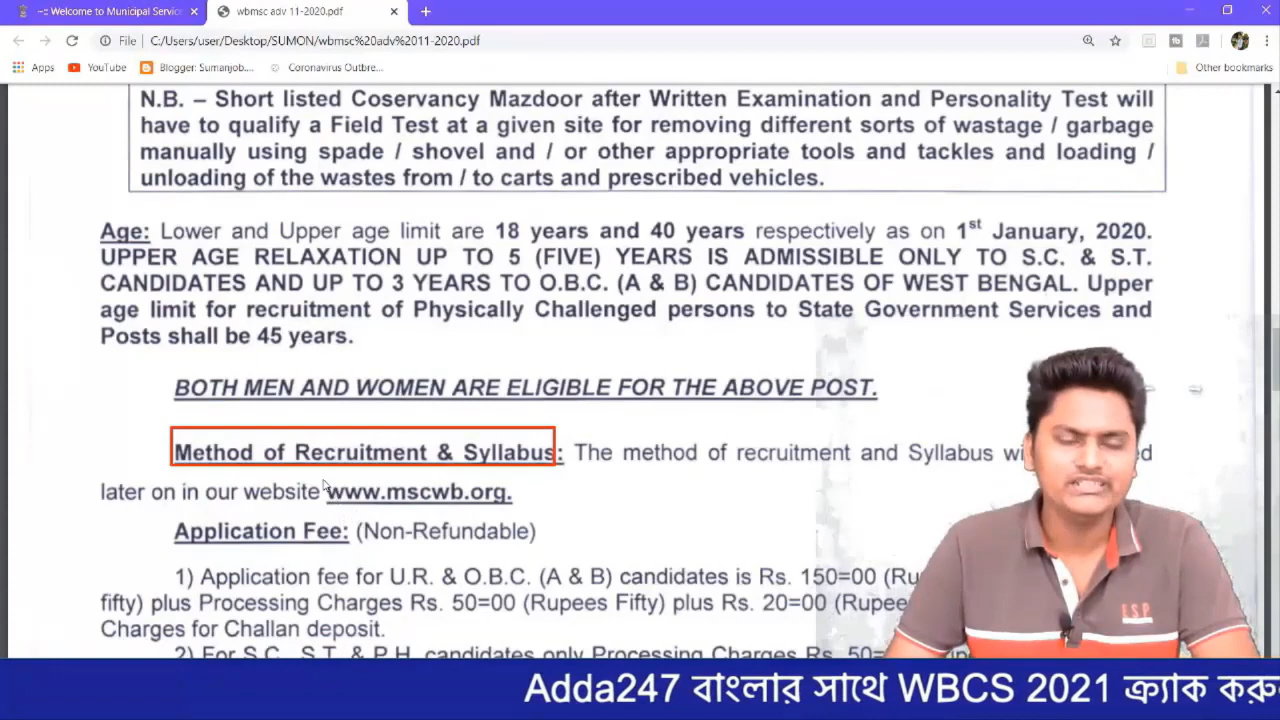 -:: Welcome to Municipal Service
wbmsc adv 11-2020.pdf
File
C:/Users/user/Desktop/SUMON/wbmsc%20adv%2011-2020.pdf
Apps
YouTube
Blogger: Sumanjob....
Coronavirus Outbre...
Other bookmarks
N.B. – Short listed Coservancy Mazdoor after Written Examination and Personality Test will
have to qualify a Field Test at a given site for removing different sorts of wastage / garbage
manually using spade / shovel and / or other appropriate tools and tackles and loading /
unloading of the wastes from / to carts and prescribed vehicles.
Age: Lower and Upper age limit are 18 years and 40 years respectively as on 1st January, 2020.
UPPER AGE RELAXATION UP TO 5 (FIVE) YEARS IS ADMISSIBLE ONLY TO S.C. & S.T.
CANDIDATES AND UP TO 3 YEARS TO O.B.C. (A & B) CANDIDATES OF WEST BENGAL. Upper
age limit for recruitment of Physically Challenged persons to State Government Services and
Posts shall be 45 years.
BOTH MEN AND WOMEN ARE ELIGIBLE FOR THE ABOVE POST.
Method of Recruitment & Syllabus: The method of recruitment and Syllabus
later on in our website www.mscwb.org.
Application Fee: (Non-Refundable)
1) Application fee for U.R. & O.B.C. (A & B) candidates is Rs. 150=00
fifty) plus Processing Charges Rs. 50=00 (Rupees Fifty) plus Rs. 20=00 (Rupee
Charges for Challan deposit.
2) For S.C., S.T. & P.H. candidates only Processing Charges Rs. 50=
Adda247 বাংলার সাথে WBCS 2021 ক্র্যাক করু